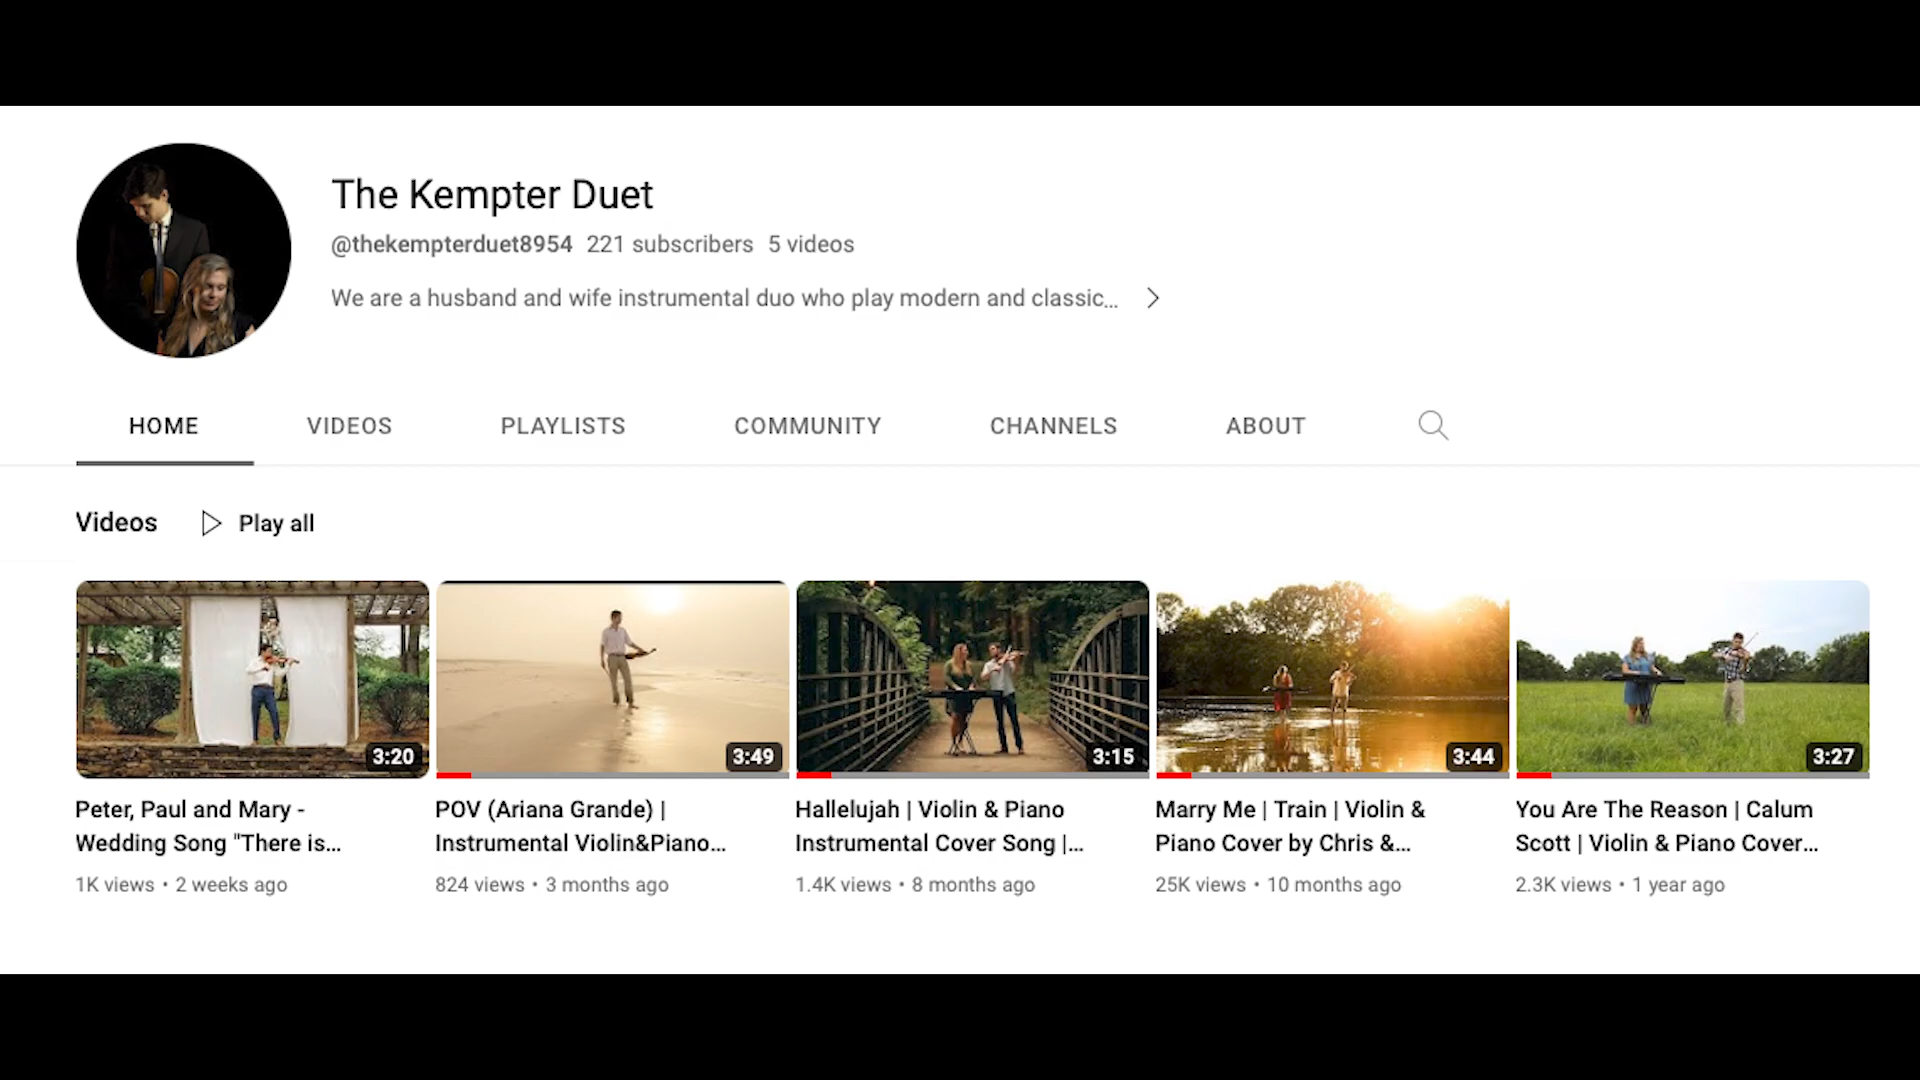 The Kempter Duet
@thekempterduet8954 221 subscribers 5 videos
We are a husband and wife instrumental duo who play modern and classic...
HOME VIDEOS PLAYLISTS COMMUNITY CHANNELS ABOUT
Videos Play all
3:20
Peter, Paul and Mary -
Wedding Song "There is...
1K views • 2 weeks ago
3:49
POV (Ariana Grande) |
Instrumental Violin&Piano...
824 views • 3 months ago
3:15
Hallelujah | Violin & Piano
Instrumental Cover Song |...
1.4K views • 8 months ago
3:44
Marry Me | Train | Violin &
Piano Cover by Chris &...
25K views • 10 months ago
3:27
You Are The Reason | Calum
Scott | Violin & Piano Cover...
2.3K views • 1 year ago